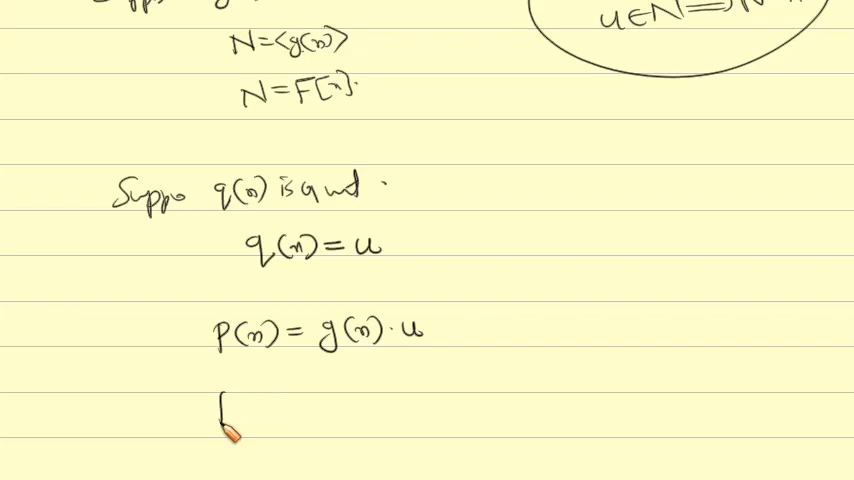 u∈N ⟹ N
N=<g(x)>
N=F[x].
Suppo q(x) is a unit.
q(x)=u
p(x)= g(x)·u